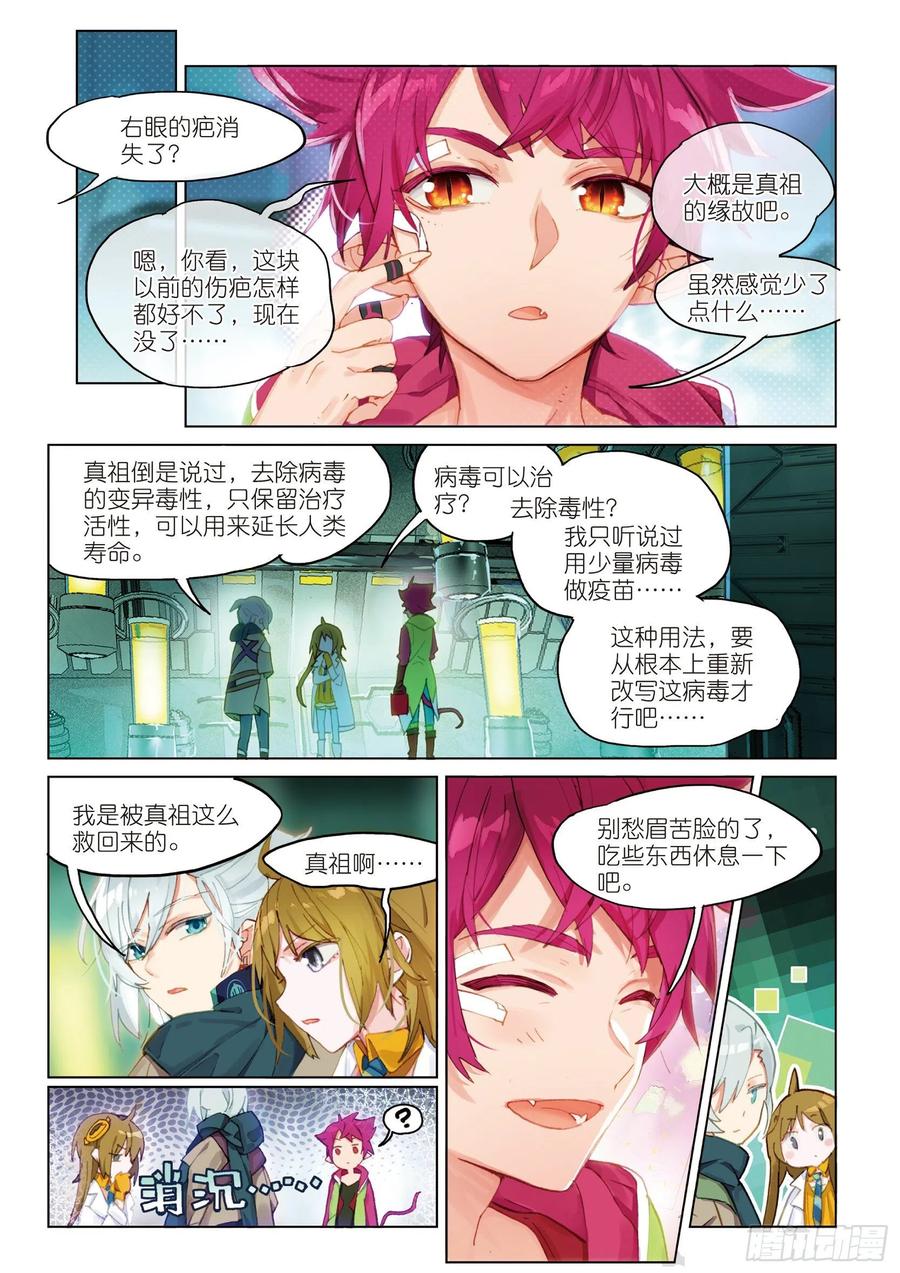 右眼的疤消
失了？
嗯，你看，这块
以前的伤疤怎样
都好不了，现在
没了……
大概是真祖
的缘故吧。
虽然感觉少了
点什么……
真祖倒是说过，去除病毒
的变异毒性，只保留治疗
活性，可以用来延长人类
寿命。
病毒可以治
疗？
去除毒性？
我只听说过
用少量病毒
做疫苗……
这种用法，要
从根本上重新
改写这病毒才
行吧……
我是被真祖这么
救回来的。
真祖啊……
别愁眉苦脸的了，
吃些东西休息一下
吧。
？
消沉……
腾讯动漫